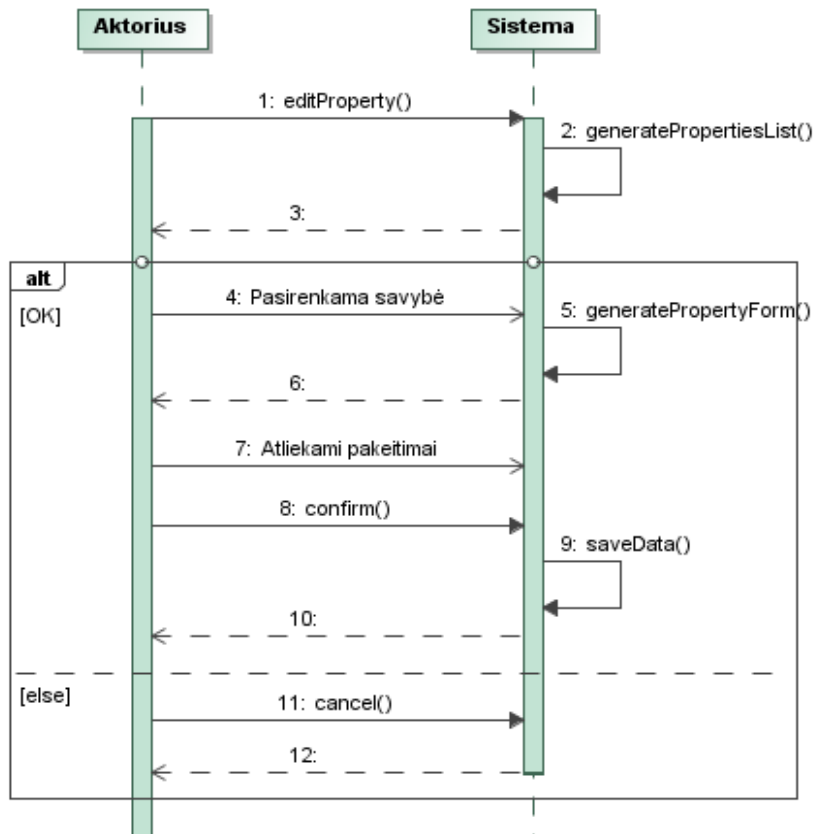 Aktorius
Sistema
1: editProperty()
2: generatePropertiesList()
3:
alt
[OK]
4: Pasirenkama savybė
5: generatePropertyForm()
6:
7: Atliekami pakeitimai
8: confirm()
9: saveData()
10:
[else]
11: cancel()
12: